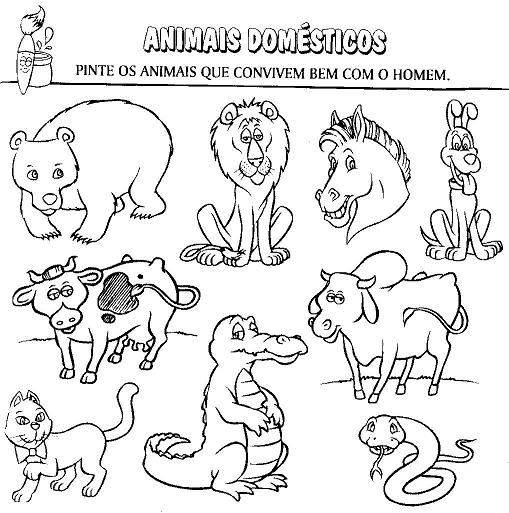 ANIMAIS DOMÉSTICOS
PINTE OS ANIMAIS QUE CONVIVEM BEM COM O HOMEM.